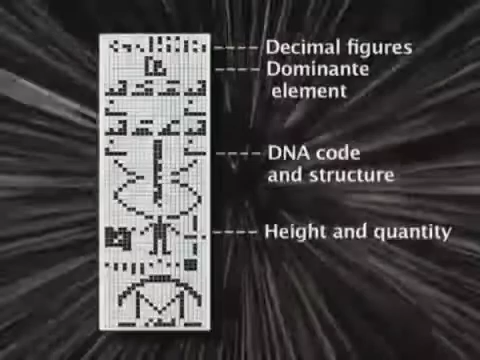 Decimal figures
Dominante
element
DNA code
and structure
Height and quantity